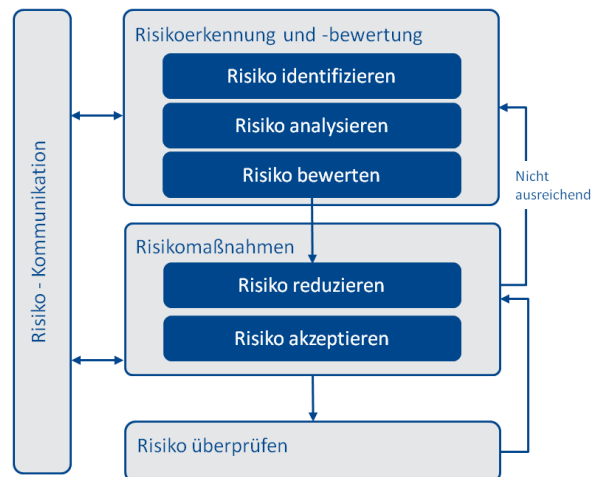 Risiko - Kommunikation
Risikoerkennung und -bewertung
Risiko identifizieren
Risiko analysieren
Risiko bewerten
Nicht
ausreichend
Risikomaßnahmen
Risiko reduzieren
Risiko akzeptieren
Risiko überprüfen